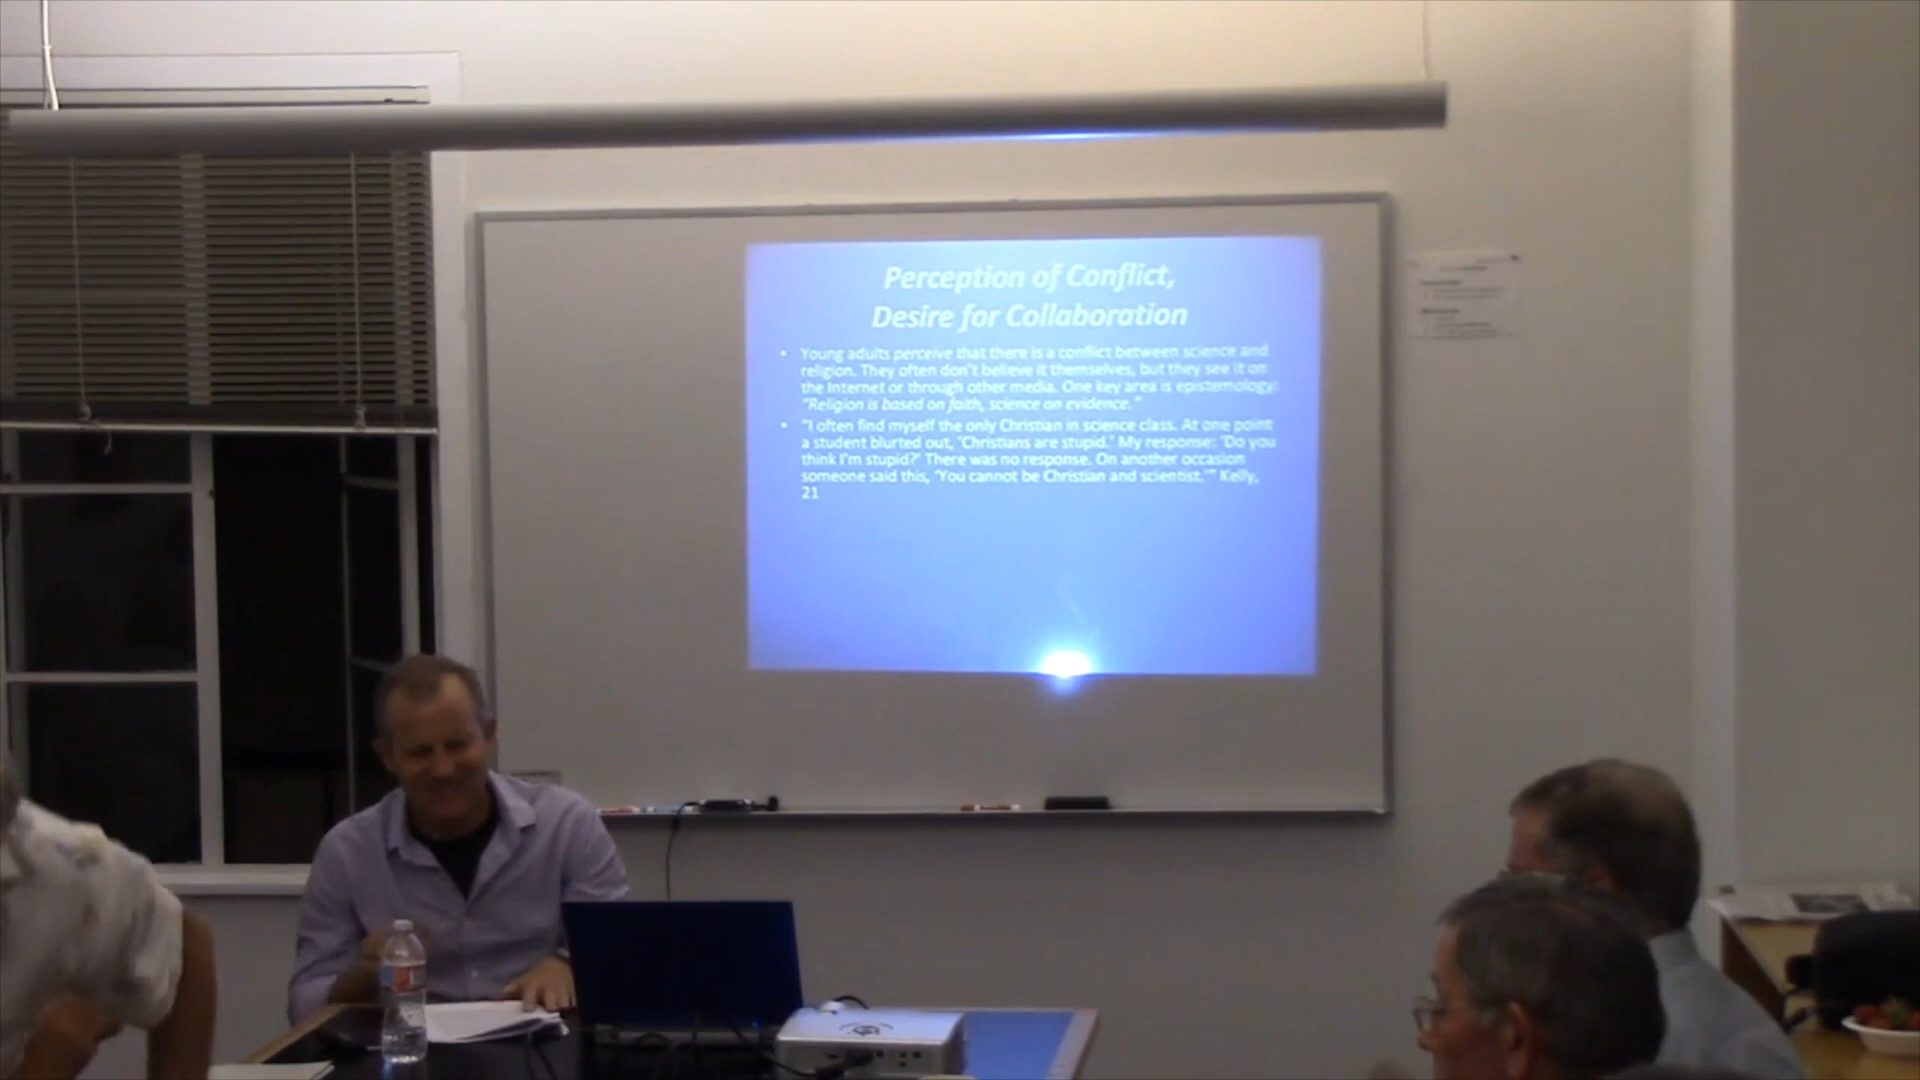 Perception of Conflict,
Desire for Collaboration
• Young adults perceive that there is a conflict between science and
religion. They often don't believe it themselves, but they see it on
the Internet or through other media. One key area is epistemology:
"Religion is based on faith, science on evidence."
• "I often find myself the only Christian in science class. At one point
a student blurted out, 'Christians are stupid.' My response: 'Do you
think I'm stupid?' There was no response. On another occasion
someone said this, 'You cannot be Christian and scientist.'" Kelly,
21